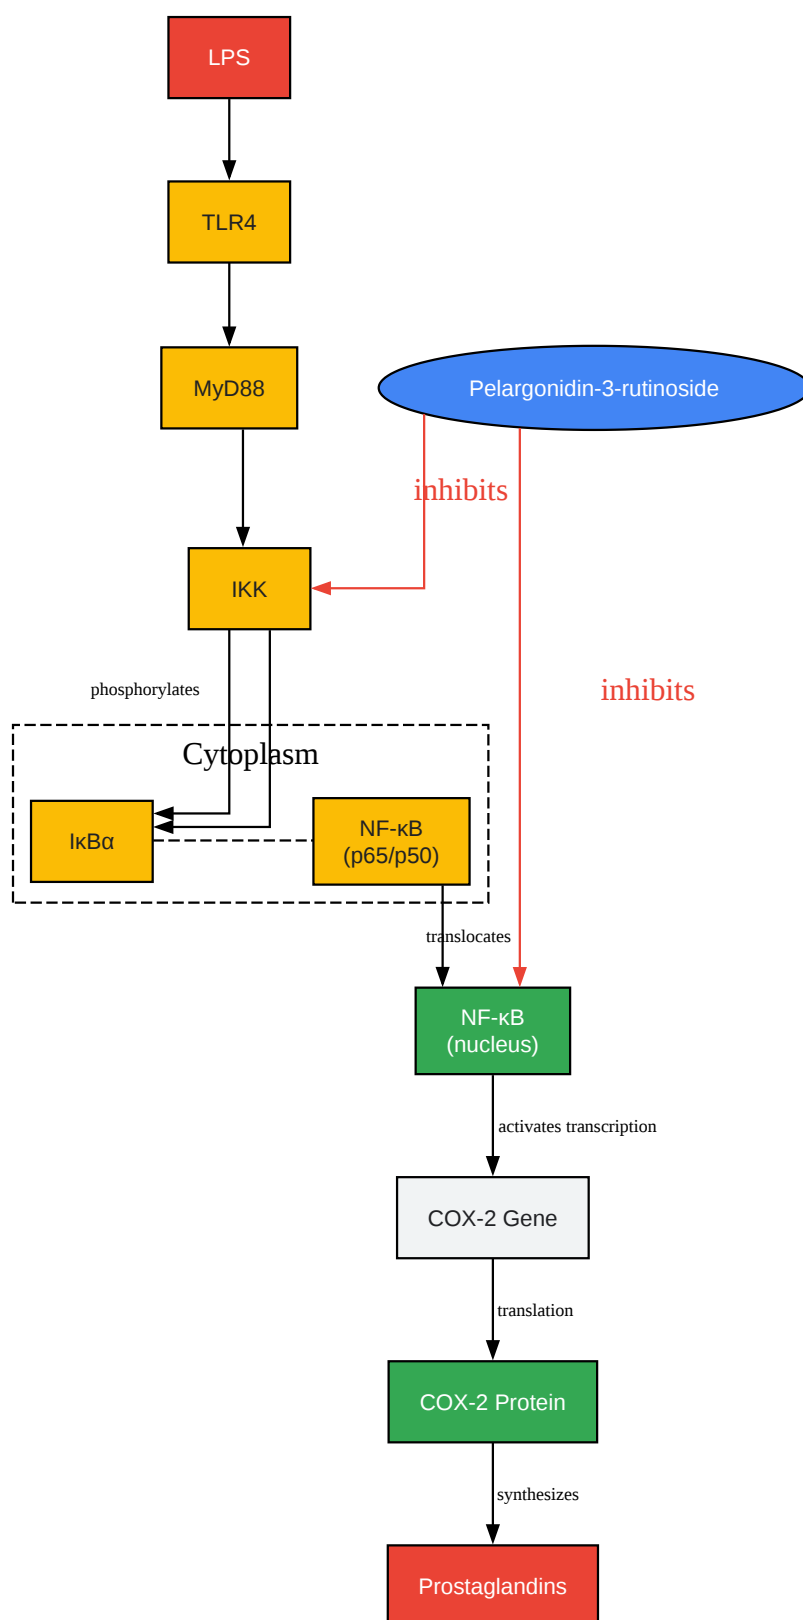 LPS
TLR4
MyD88
Pelargonidin-3-rutinoside
inhibits
IKK
phosphorylates
inhibits
Cytoplasm
IκBα
NF-κB
(p65/p50)
translocates
NF-κB
(nucleus)
activates transcription
COX-2 Gene
translation
COX-2 Protein
synthesizes
Prostaglandins